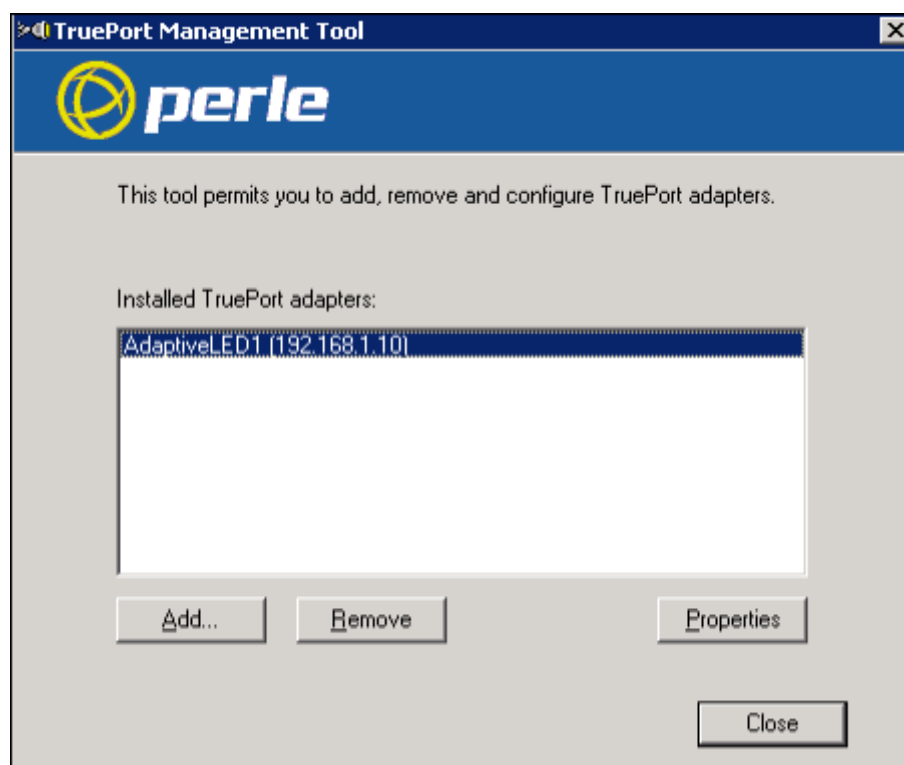 TruePort Management Tool
perle
This tool permits you to add, remove and configure TruePort adapters.
Installed TruePort adapters:
AdaptiveLED1 (192.168.1.10)
Add...
Remove
Properties
Close